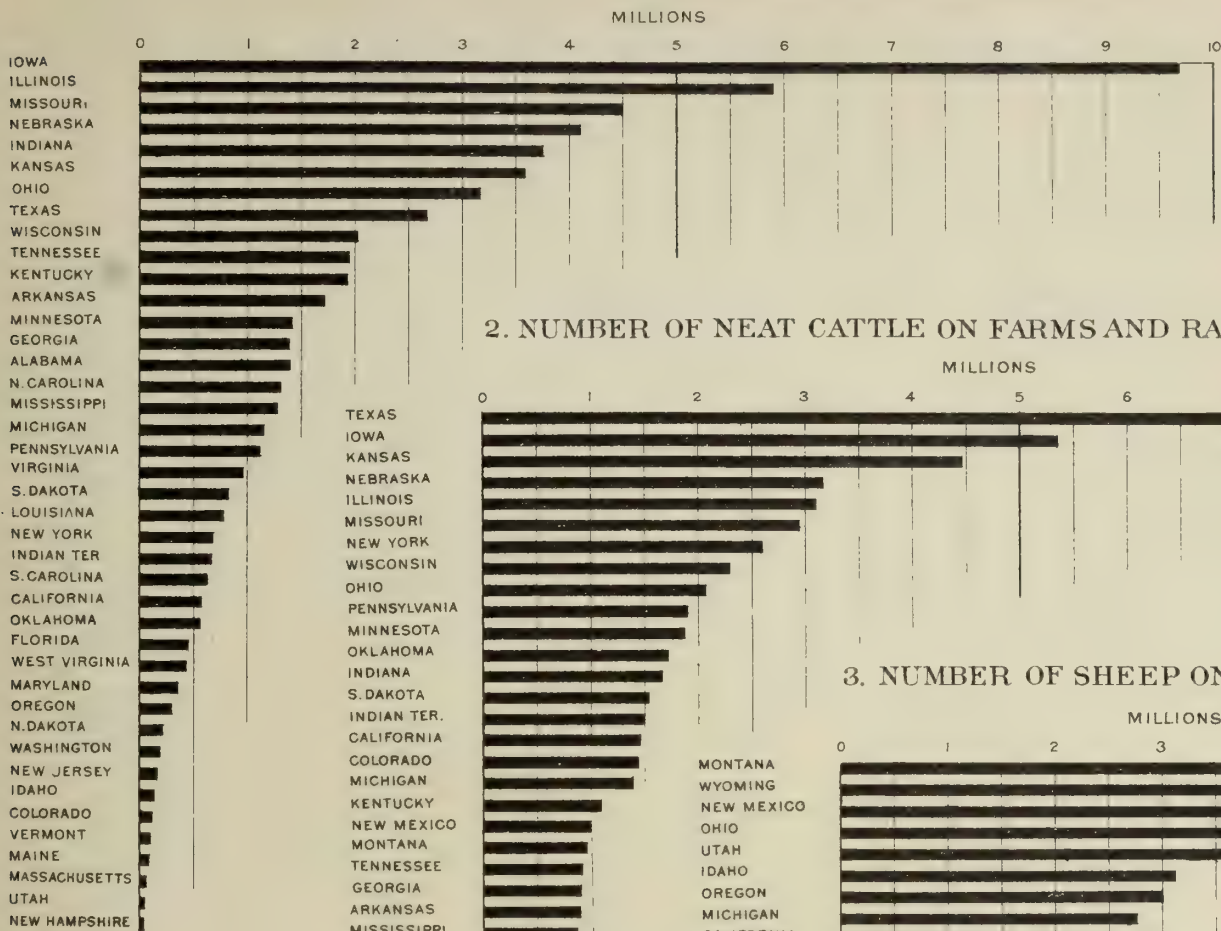 MILLIONS
0 1 2 3 4 5 6 7 8 9 10
IOWA
ILLINOIS
MISSOURI
NEBRASKA
INDIANA
KANSAS
OHIO
TEXAS
WISCONSIN
TENNESSEE
KENTUCKY
ARKANSAS
MINNESOTA
GEORGIA
ALABAMA
N. CAROLINA
MISSISSIPPI
MICHIGAN
PENNSYLVANIA
VIRGINIA
S. DAKOTA
LOUISIANA
NEW YORK
INDIAN TER
S. CAROLINA
CALIFORNIA
OKLAHOMA
FLORIDA
WEST VIRGINIA
MARYLAND
OREGON
N. DAKOTA
WASHINGTON
NEW JERSEY
IDAHO
COLORADO
VERMONT
MAINE
MASSACHUSETTS
UTAH
NEW HAMPSHIRE
2. NUMBER OF NEAT CATTLE ON FARMS AND RA
MILLIONS
0 1 2 3 4 5 6
TEXAS
IOWA
KANSAS
NEBRASKA
ILLINOIS
MISSOURI
NEW YORK
WISCONSIN
OHIO
PENNSYLVANIA
MINNESOTA
OKLAHOMA
INDIANA
S. DAKOTA
INDIAN TER.
CALIFORNIA
COLORADO
MICHIGAN
KENTUCKY
NEW MEXICO
MONTANA
TENNESSEE
GEORGIA
ARKANSAS
MISSISSIPPI
3. NUMBER OF SHEEP ON
MILLIONS
0 1 2 3
MONTANA
WYOMING
NEW MEXICO
OHIO
UTAH
IDAHO
OREGON
MICHIGAN